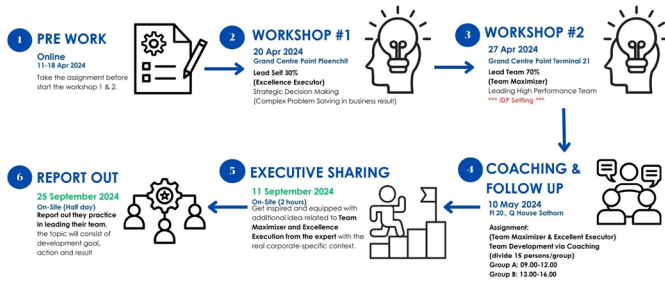 1
PRE WORK
Online
11-18 Apr 2024
Take the assignment before
start the workshop 1 & 2.
2
WORKSHOP #1
20 Apr 2024
Grand Centre Point Ploenchit
Lead Self 30%
(Excellence Executor)
Strategic Decision Making
(Complex Problem Solving in business result)
3
WORKSHOP #2
27 Apr 2024
Grand Centre Point Terminal 21
Lead Team 70%
(Team Maximizer)
Leading High Performance Team
*** IDP Setting ***
4
COACHING &
FOLLOW UP
10 May 2024
Fl 20., Q House Sathorn
Assignment:
(Team Maximizer & Excellent Executor)
Team Development via Coaching
(divide 15 persons/group)
Group A: 09.00-12.00
Group B: 13.00-16.00
5
EXECUTIVE SHARING
11 September 2024
On-Site (2 hours)
Get inspired and equipped with
additional idea related to Team
Maximizer and Excellence
Execution from the expert with the
real corporate-specific context.
6
REPORT OUT
25 September 2024
On-Site (Half day)
Report out they practice
in leading their team,
the topic will consist of
development goal,
action and result